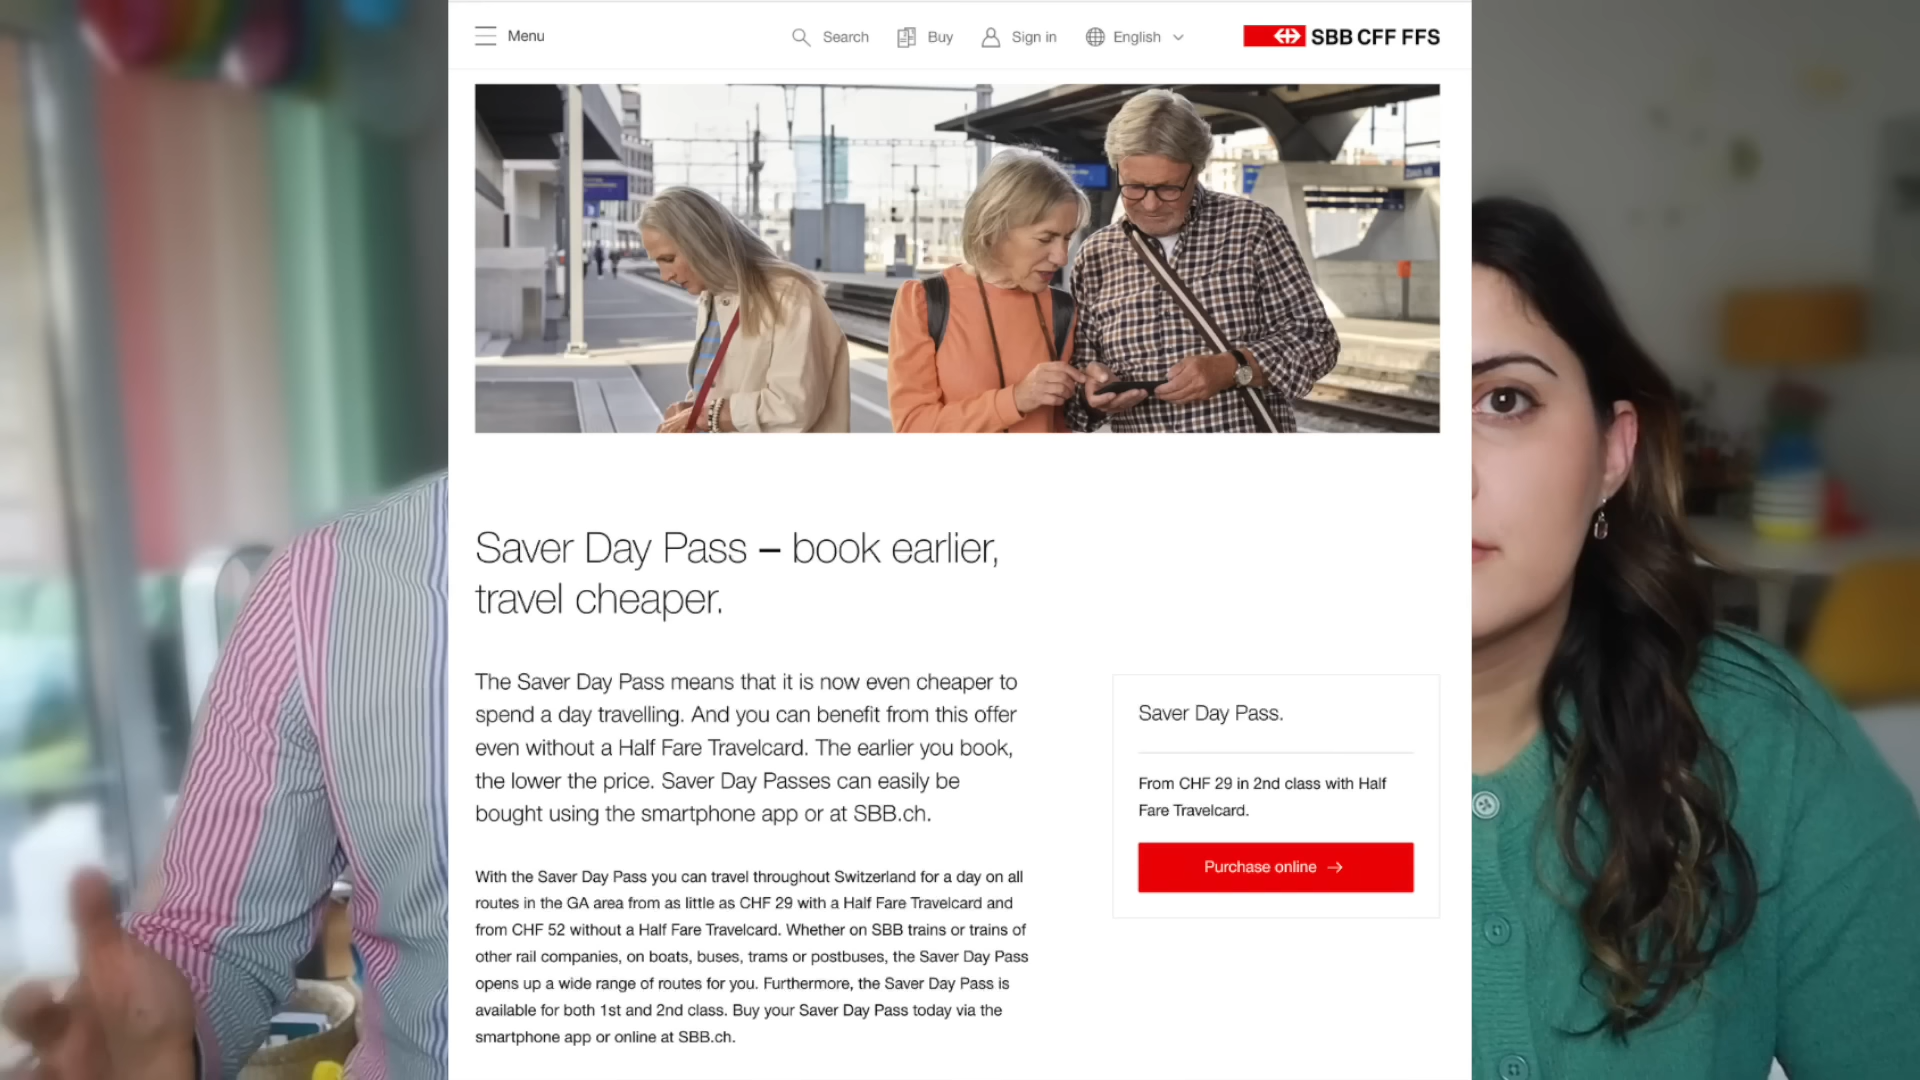 Menu
Search
Buy
Sign in
English
SBB CFF FFS
Saver Day Pass – book earlier,
travel cheaper.
The Saver Day Pass means that it is now even cheaper to
spend a day travelling. And you can benefit from this offer
even without a Half Fare Travelcard. The earlier you book,
the lower the price. Saver Day Passes can easily be
bought using the smartphone app or at SBB.ch.
With the Saver Day Pass you can travel throughout Switzerland for a day on all
routes in the GA area from as little as CHF 29 with a Half Fare Travelcard and
from CHF 52 without a Half Fare Travelcard. Whether on SBB trains or trains of
other rail companies, on boats, buses, trams or postbuses, the Saver Day Pass
opens up a wide range of routes for you. Furthermore, the Saver Day Pass is
available for both 1st and 2nd class. Buy your Saver Day Pass today via the
smartphone app or online at SBB.ch.
Saver Day Pass.
From CHF 29 in 2nd class with Half
Fare Travelcard.
Purchase online